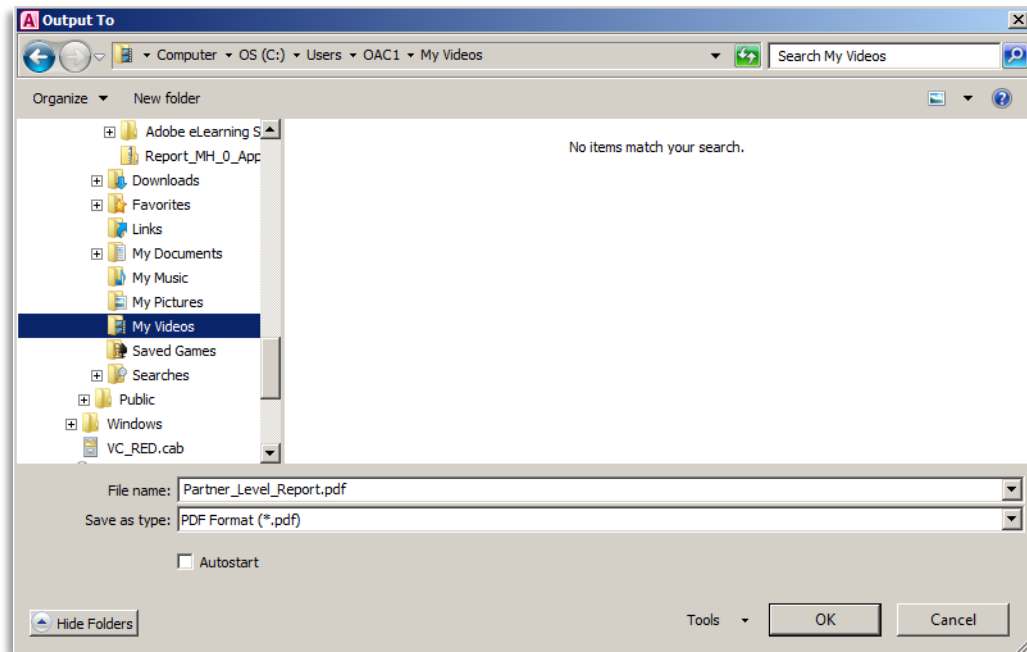 Output To
Computer OS (C:) Users OAC1 My Videos Search My Videos
Organize New folder
Adobe eLearning S
Report_MH_0_App
Downloads
Favorites
Links
My Documents
My Music
My Pictures
My Videos
Saved Games
Searches
Public
Windows
VC_RED.cab
No items match your search.
File name: Partner_Level_Report.pdf
Save as type: PDF Format (*.pdf)
Autostart
Hide Folders Tools OK Cancel